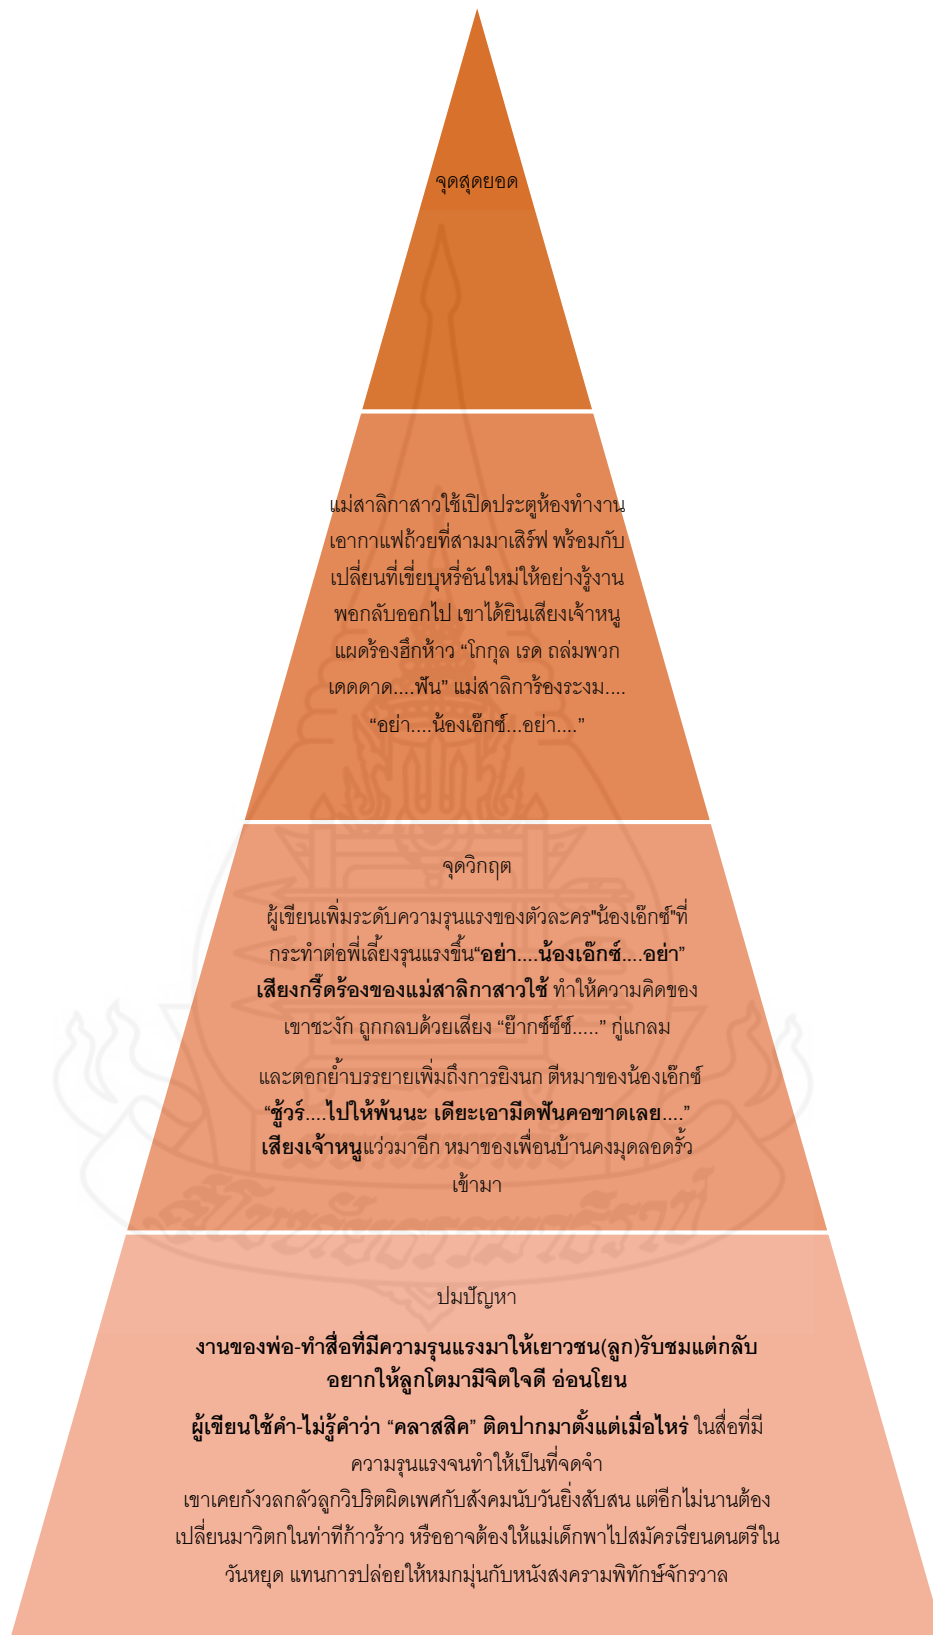 จุดสุดยอด
แม่สาลิกาสาวใช้เปิดประตูห้องทำงาน
เอากาแฟถ้วยที่สามมาเสิร์ฟ พร้อมกับ
เปลี่ยนที่เขี่ยบุหรี่อันใหม่ให้อย่างรู้งาน
พอกลับออกไป เขาได้ยินเสียงเจ้าหนู
แผดร้องฮึกห้าว “โกกุล เรด ถล่มพวก
เดดดาด....ฟัน” แม่สาลิการ้องระงม....
“อย่า....น้องเอ๊กซ์...อย่า....”
จุดวิกฤต
ผู้เขียนเพิ่มระดับความรุนแรงของตัวละคร"น้องเอ๊กซ์"ที่
กระทำต่อพี่เลี้ยงรุนแรงขึ้น“อย่า....น้องเอ๊กซ์....อย่า”
เสียงกรี๊ดร้องของแม่สาลิกาสาวใช้ ทำให้ความคิดของ
เขาชะงัก ถูกกลบด้วยเสียง “ย๊ากซ์ซ์ซ์.....” กู่แกลม
และตอกย้ำบรรยายเพิ่มถึงการยิงนก ตีหมาของน้องเอ๊กซ์
“ชู้วร์....ไปให้พ้นนะ เดียะเอามีดฟันคอขาดเลย....”
เสียงเจ้าหนูแว่วมาอีก หมาของเพื่อนบ้านคงมุดลอดรั้ว
เข้ามา
ปมปัญหา
งานของพ่อ-ทำสื่อที่มีความรุนแรงมาให้เยาวชน(ลูก)รับชมแต่กลับ
อยากให้ลูกโตมามีจิตใจดี อ่อนโยน
ผู้เขียนใช้คำ-ไม่รู้คำว่า “คลาสสิค” ติดปากมาตั้งแต่เมื่อไหร่ ในสื่อที่มี
ความรุนแรงจนทำให้เป็นที่จดจำ
เขาเคยกังวลกลัวลูกวิปริตผิดเพศกับสังคมนับวันยิ่งสับสน แต่อีกไม่นานต้อง
เปลี่ยนมาวิตกในท่าทีก้าวร้าว หรืออาจต้องให้แม่เด็กพาไปสมัครเรียนดนตรีใน
วันหยุด แทนการปล่อยให้หมกมุ่นกับหนังสงครามพิทักษ์จักรวาล